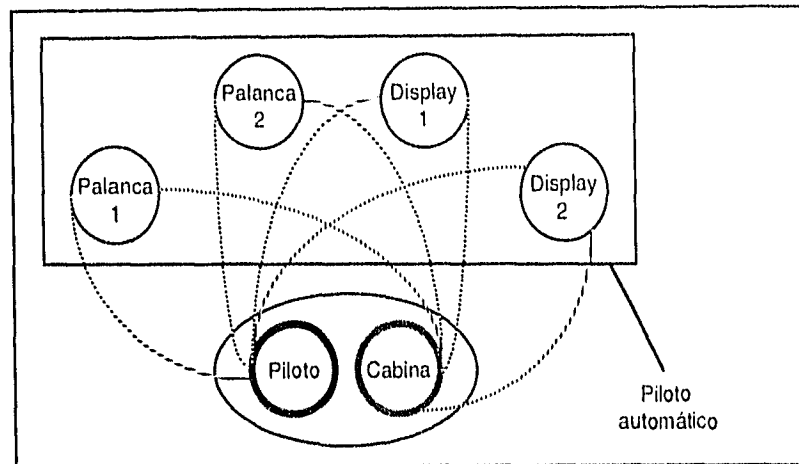 Palanca
2
Display
1
Palanca
1
Display
2
Piloto
Cabina
Piloto
automático